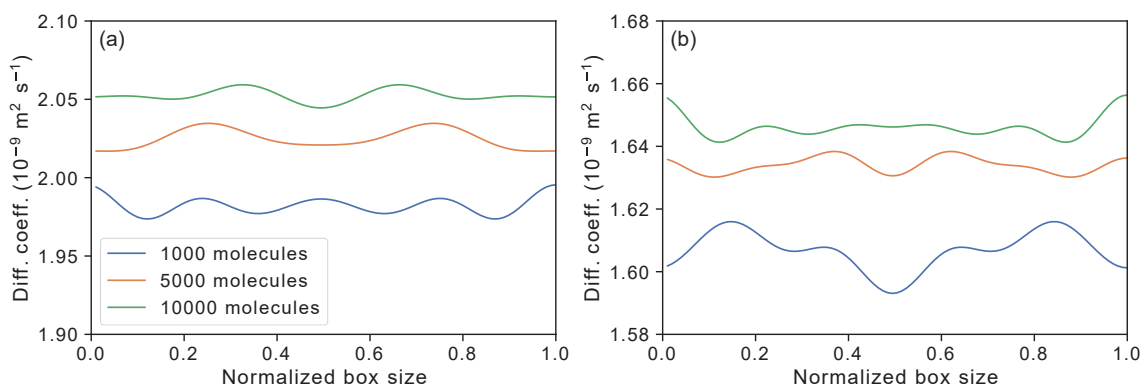 (a)
Diff. coeff. (10⁻⁹ m² s⁻¹)
2.10
2.05
2.00
1.95
1.90
1000 molecules
5000 molecules
10000 molecules
0.0 0.2 0.4 0.6 0.8 1.0
Normalized box size
(b)
Diff. coeff. (10⁻⁹ m² s⁻¹)
1.68
1.66
1.64
1.62
1.60
1.58
0.0 0.2 0.4 0.6 0.8 1.0
Normalized box size